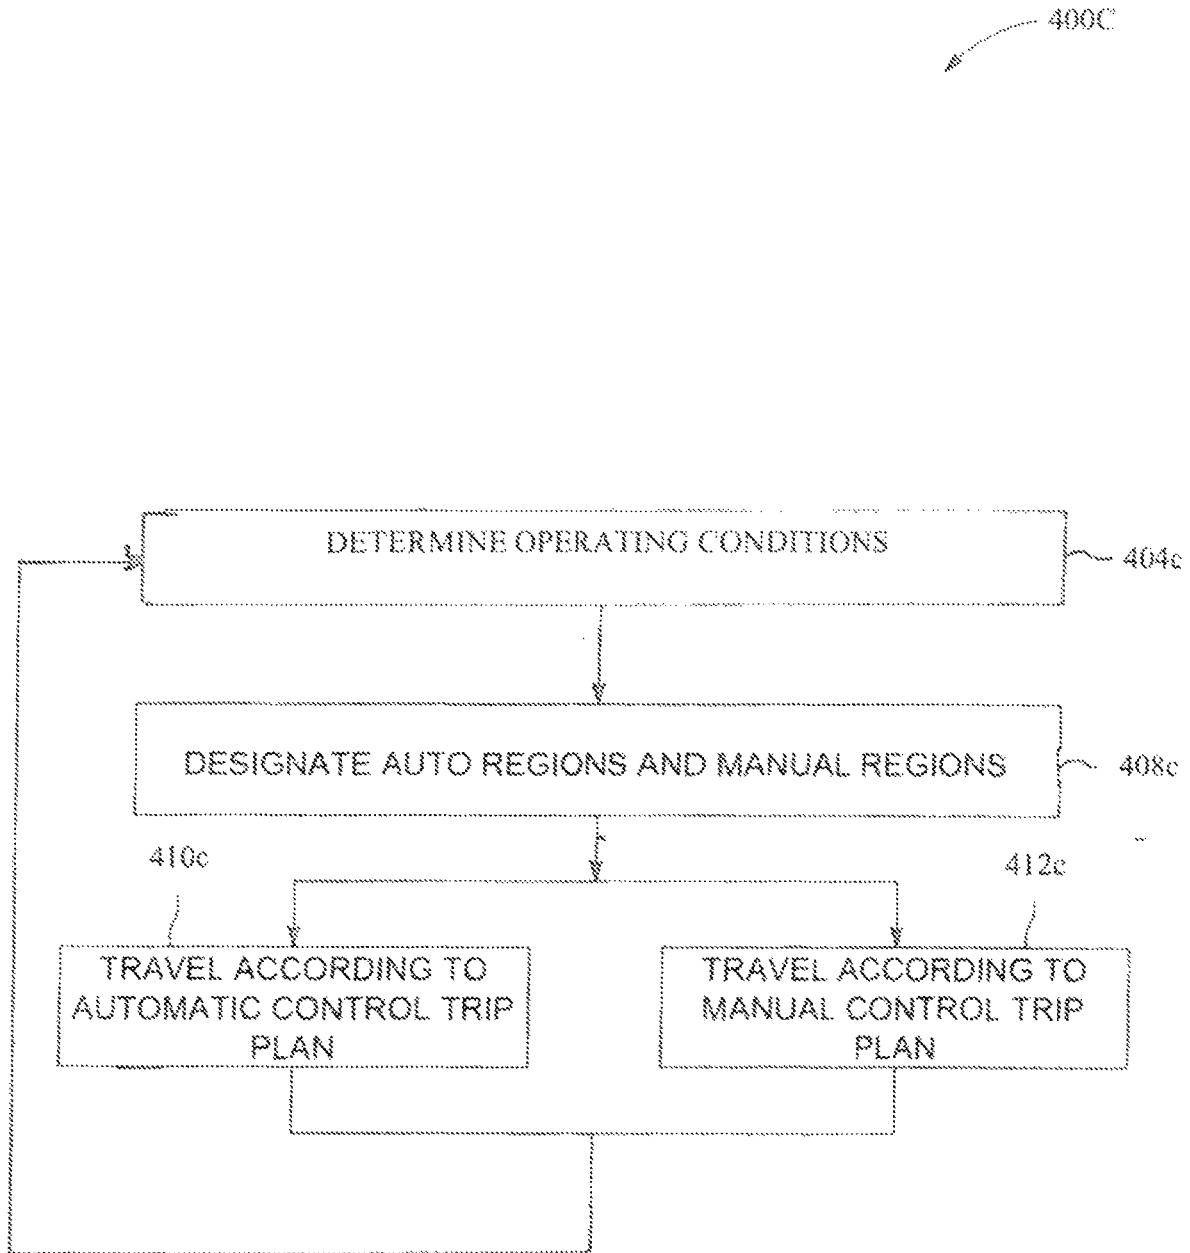 400C
DETERMINE OPERATING CONDITIONS
404c
DESIGNATE AUTO REGIONS AND MANUAL REGIONS
408c
410c
412c
TRAVEL ACCORDING TO
AUTOMATIC CONTROL TRIP
PLAN
TRAVEL ACCORDING TO
MANUAL CONTROL TRIP
PLAN